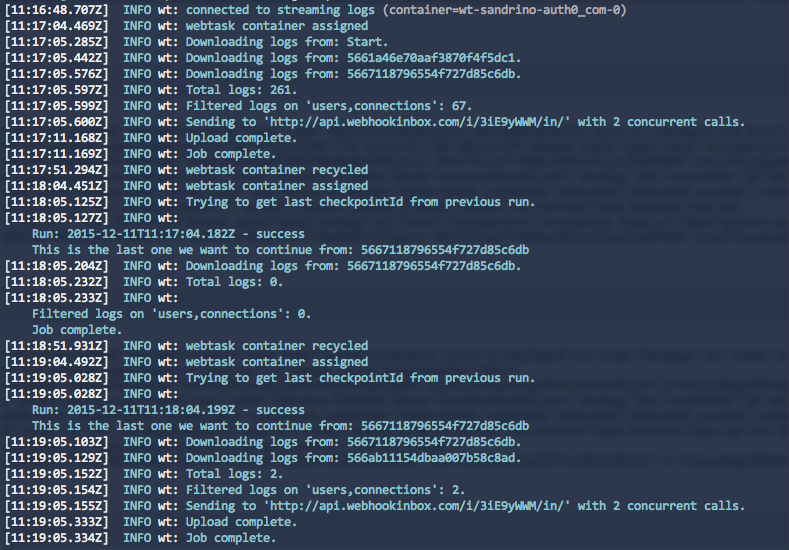 [11:16:48.707Z]  INFO wt: connected to streaming logs (container=wt-sandrino-auth0_com-0)
[11:17:04.469Z]  INFO wt: webtask container assigned
[11:17:05.285Z]  INFO wt: Downloading logs from: Start.
[11:17:05.442Z]  INFO wt: Downloading logs from: 5661a46e70aaf3870f4f5dc1.
[11:17:05.576Z]  INFO wt: Downloading logs from: 5667118796554f727d85c6db.
[11:17:05.597Z]  INFO wt: Total logs: 261.
[11:17:05.599Z]  INFO wt: Filtered logs on 'users,connections': 67.
[11:17:05.600Z]  INFO wt: Sending to 'http://api.webhookinbox.com/i/3iE9yWWM/in/' with 2 concurrent calls.
[11:17:11.168Z]  INFO wt: Upload complete.
[11:17:11.169Z]  INFO wt: Job complete.
[11:17:51.294Z]  INFO wt: webtask container recycled
[11:18:04.451Z]  INFO wt: webtask container assigned
[11:18:05.125Z]  INFO wt: Trying to get last checkpointId from previous run.
[11:18:05.127Z]  INFO wt:
    Run: 2015-12-11T11:17:04.182Z - success
    This is the last one we want to continue from: 5667118796554f727d85c6db
[11:18:05.204Z]  INFO wt: Downloading logs from: 5667118796554f727d85c6db.
[11:18:05.232Z]  INFO wt: Total logs: 0.
[11:18:05.233Z]  INFO wt:
    Filtered logs on 'users,connections': 0.
    Job complete.
[11:18:51.931Z]  INFO wt: webtask container recycled
[11:19:04.492Z]  INFO wt: webtask container assigned
[11:19:05.028Z]  INFO wt: Trying to get last checkpointId from previous run.
[11:19:05.028Z]  INFO wt:
    Run: 2015-12-11T11:18:04.199Z - success
    This is the last one we want to continue from: 5667118796554f727d85c6db
[11:19:05.103Z]  INFO wt: Downloading logs from: 5667118796554f727d85c6db.
[11:19:05.129Z]  INFO wt: Downloading logs from: 566ab11154dbaa007b58c8ad.
[11:19:05.152Z]  INFO wt: Total logs: 2.
[11:19:05.154Z]  INFO wt: Filtered logs on 'users,connections': 2.
[11:19:05.155Z]  INFO wt: Sending to 'http://api.webhookinbox.com/i/3iE9yWWM/in/' with 2 concurrent calls.
[11:19:05.333Z]  INFO wt: Upload complete.
[11:19:05.334Z]  INFO wt: Job complete.